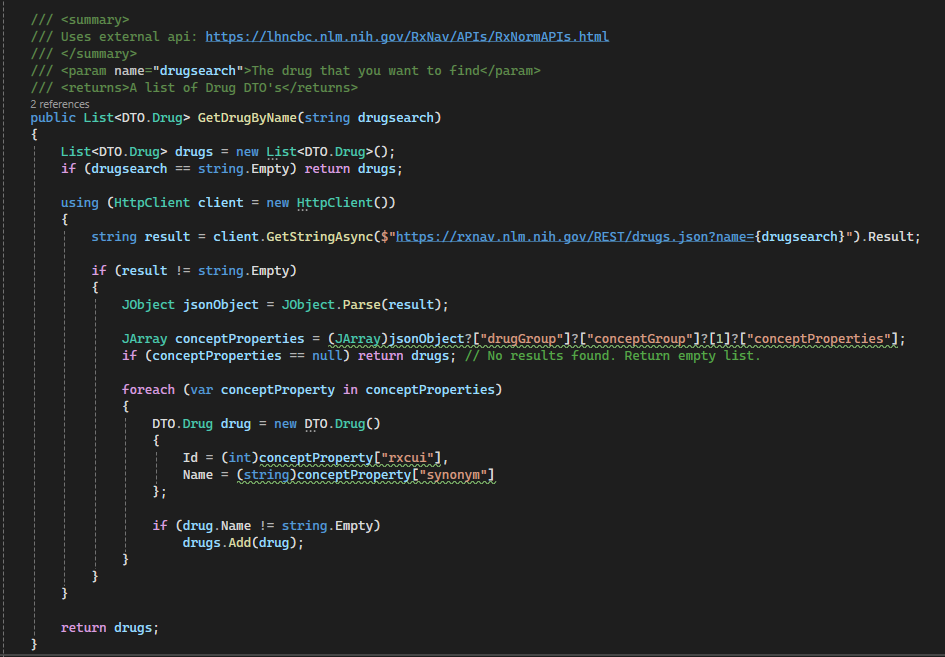 /// <summary>
/// Uses external api: https://lhncbc.nlm.nih.gov/RxNav/APIs/RxNormAPIs.html
/// </summary>
/// <param name="drugsearch">The drug that you want to find</param>
/// <returns>A list of Drug DTO's</returns>
2 references
public List<DTO.Drug> GetDrugByName(string drugsearch)
{
    List<DTO.Drug> drugs = new List<DTO.Drug>();
    if (drugsearch == string.Empty) return drugs;

    using (HttpClient client = new HttpClient())
    {
        string result = client.GetStringAsync($"https://rxnav.nlm.nih.gov/REST/drugs.json?name={drugsearch}").Result;

        if (result != string.Empty)
        {
            JObject jsonObject = JObject.Parse(result);

            JArray conceptProperties = (JArray)jsonObject?["drugGroup"]?["conceptGroup"]?[1]?["conceptProperties"];
            if (conceptProperties == null) return drugs; // No results found. Return empty list.

            foreach (var conceptProperty in conceptProperties)
            {
                DTO.Drug drug = new DTO.Drug()
                {
                    Id = (int)conceptProperty["rxcui"],
                    Name = (string)conceptProperty["synonym"]
                };

                if (drug.Name != string.Empty)
                    drugs.Add(drug);
            }
        }
    }

    return drugs;
}